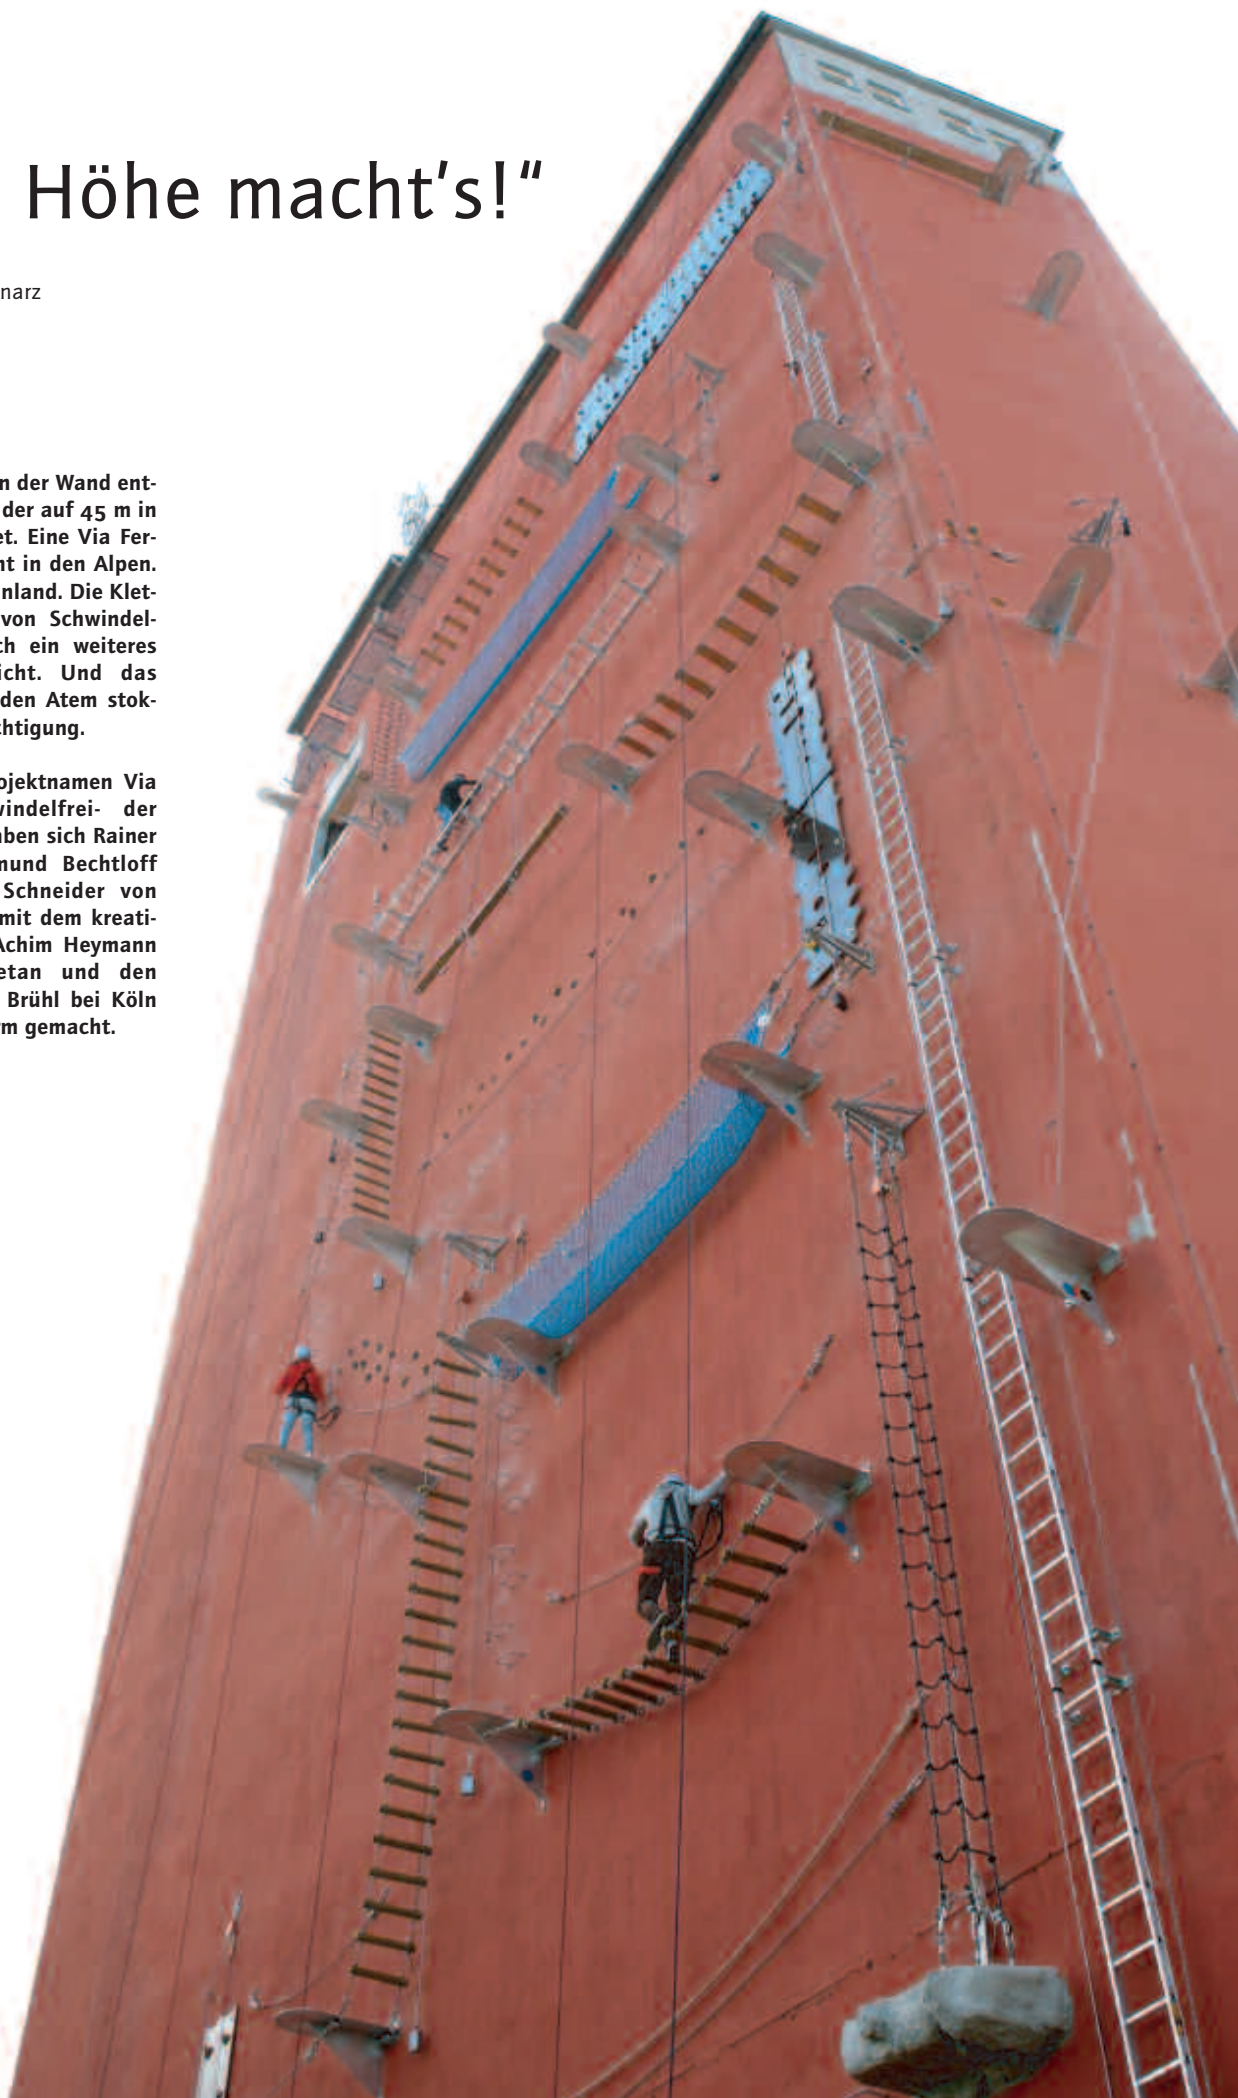 Höhe macht's!“
narz
n der Wand ent-
der auf 45 m in
et. Eine Via Fer-
nt in den Alpen.
nland. Die Klet-
von Schwindel-
ch ein weiteres
icht. Und das
den Atem stok-
chtigung.
ojektnamen Via
windelfrei- der
aben sich Rainer
mund Bechtloff
Schneider von
mit dem kreati-
Achim Heymann
etan und den
Brühl bei Köln
rm gemacht.